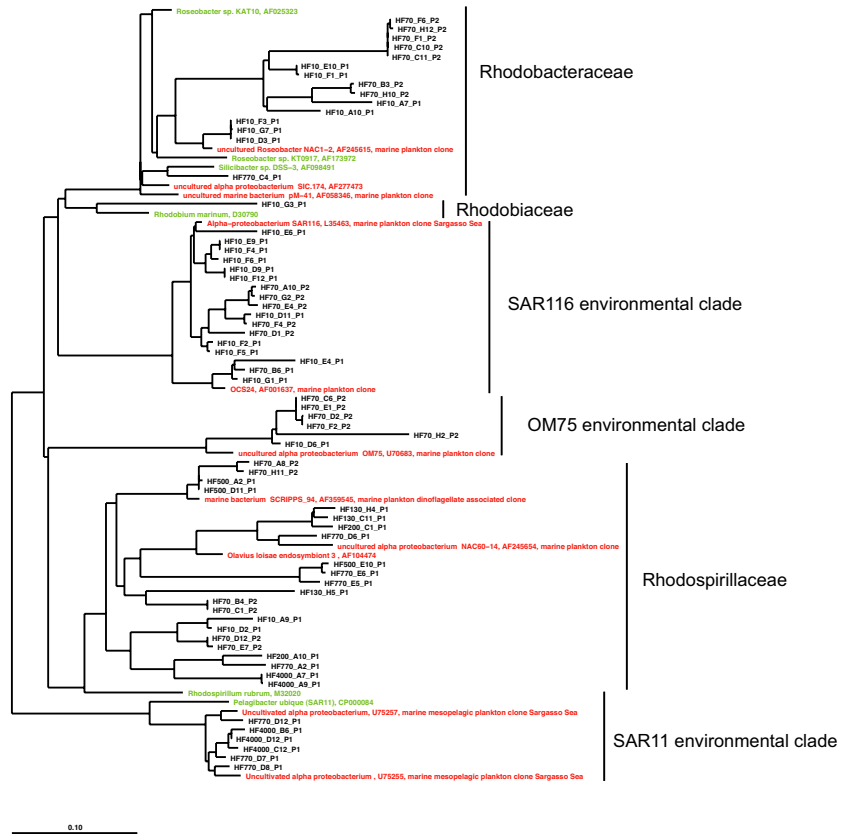 Roseobacter sp. KAT10, AF025323
HF70_F6_P2
HF70_H12_P2
HF70_F1_P2
HF70_C10_P2
HF70_C11_P2
HF10_E10_P1
HF10_F1_P1
HF70_B3_P2
HF70_H10_P2
HF10_A7_P1
HF10_A10_P1
HF10_F3_P1
HF10_G7_P1
HF10_D3_P1
uncultured Roseobacter NAC1-2, AF245615, marine plankton clone
Roseobacter sp. KT0917, AF173972
Silicibacter sp. DSS-3, AF098491
HF770_C4_P1
uncultured alpha proteobacterium SIC.174, AF277473
uncultured marine bacterium pM-41, AF058346, marine plankton clone
Rhodobacteraceae
HF10_G3_P1
Rhodobium marinum, D30790
Rhodobiaceae
Alpha-proteobacterium SAR116, L35463, marine plankton clone Sargasso Sea
HF10_E6_P1
HF10_E9_P1
HF10_F4_P1
HF10_F6_P1
HF10_D9_P1
HF10_F12_P1
HF70_A10_P2
HF70_G2_P2
HF70_E4_P2
HF10_D11_P1
HF70_F4_P2
HF70_D1_P2
HF10_F2_P1
HF10_F5_P1
HF10_E4_P1
HF70_B6_P1
HF10_G1_P1
OCS24, AF001637, marine plankton clone
SAR116 environmental clade
HF70_C6_P2
HF70_E1_P2
HF70_D2_P2
HF70_F2_P2
HF70_H2_P2
HF10_D6_P1
uncultured alpha proteobacterium OM75, U70683, marine plankton clone
OM75 environmental clade
HF70_A8_P2
HF70_H11_P2
HF500_A2_P1
HF500_D11_P1
marine bacterium SCRIPPS_94, AF359545, marine plankton dinoflagellate associated clone
HF130_H4_P1
HF130_C11_P1
HF200_C1_P1
HF770_D6_P1
uncultured alpha proteobacterium NAC60-14, AF245654, marine plankton clone
Olavius loisae endosymbiont 3 , AF104474
HF500_E10_P1
HF770_E6_P1
HF770_E5_P1
HF130_H5_P1
HF70_B4_P2
HF70_C1_P2
HF10_A9_P1
HF10_D2_P1
HF70_D12_P2
HF70_E7_P2
HF200_A10_P1
HF770_A2_P1
HF4000_A7_P1
HF4000_A9_P1
Rhodospirillum rubrum, M32020
Rhodospirillaceae
Pelagibacter ubique (SAR11), CP000084
Uncultivated alpha proteobacterium, U75257, marine mesopelagic plankton clone Sargasso Sea
HF770_D12_P1
HF4000_B6_P1
HF4000_D12_P1
HF4000_C12_P1
HF770_D7_P1
HF770_D8_P1
Uncultivated alpha proteobacterium , U75255, marine mesopelagic plankton clone Sargasso Sea
SAR11 environmental clade
0.10